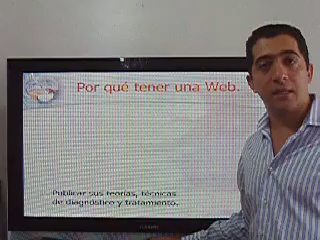 Por qué tener una Web.
Publicar sus teorías, técnicas
de diagnóstico y tratamiento.